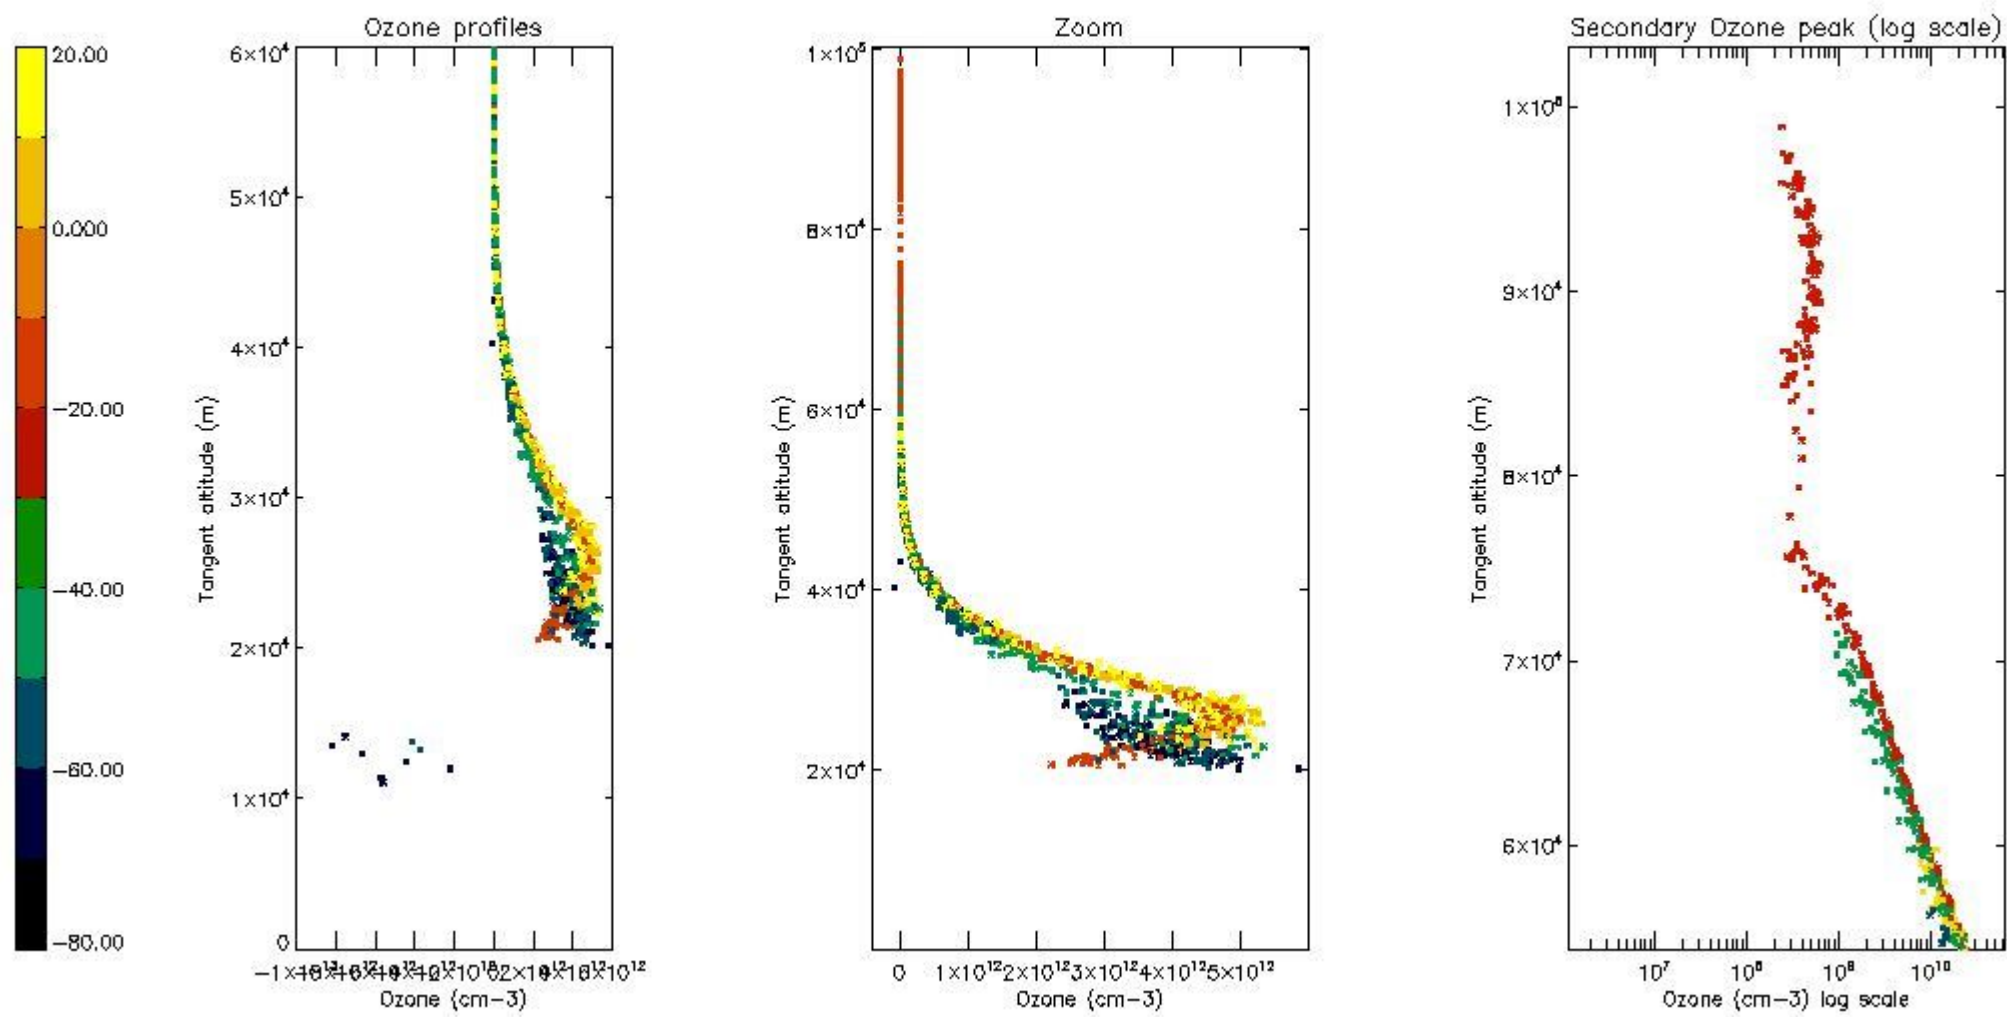 Ozone profiles
Zoom
Secondary Ozone peak (log scale)
20.00
0.000
−20.00
−40.00
−60.00
−80.00
6×10⁴
5×10⁴
4×10⁴
3×10⁴
2×10⁴
1×10⁴
0
Tangent altitude (m)
Ozone (cm−3)
1×10⁵
8×10⁴
6×10⁴
4×10⁴
2×10⁴
Tangent altitude (m)
0 1×10¹² 2×10¹² 3×10¹² 4×10¹² 5×10¹²
Ozone (cm−3)
9×10⁴
8×10⁴
7×10⁴
6×10⁴
Tangent altitude (m)
10⁷ 10⁸ 10⁹ 10¹⁰
Ozone (cm−3) log scale